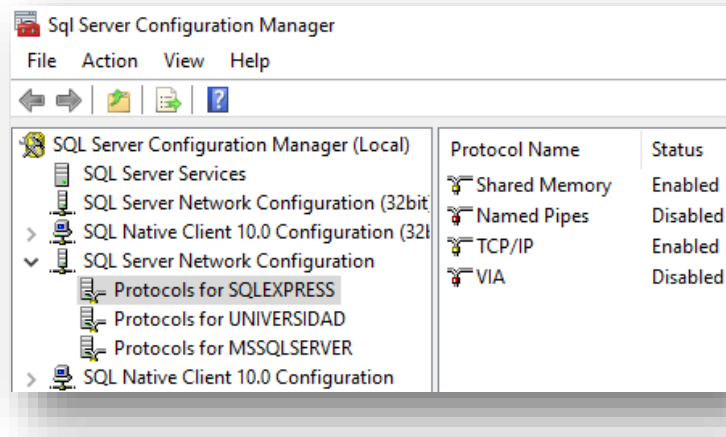 Sql Server Configuration Manager
File Action View Help
SQL Server Configuration Manager (Local)
SQL Server Services
SQL Server Network Configuration (32bit
SQL Native Client 10.0 Configuration (32b
SQL Server Network Configuration
Protocols for SQLEXPRESS
Protocols for UNIVERSIDAD
Protocols for MSSQLSERVER
SQL Native Client 10.0 Configuration
Protocol Name Status
Shared Memory Enabled
Named Pipes Disabled
TCP/IP Enabled
VIA Disabled